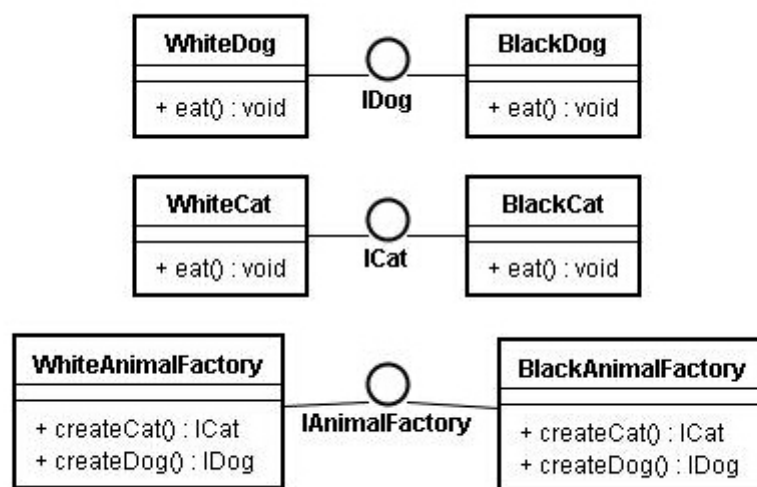 WhiteDog
BlackDog
+ eat() : void
IDog
+ eat() : void
WhiteCat
BlackCat
+ eat() : void
ICat
+ eat() : void
WhiteAnimalFactory
BlackAnimalFactory
+ createCat() : ICat
+ createDog() : IDog
IAnimalFactory
+ createCat() : ICat
+ createDog() : IDog